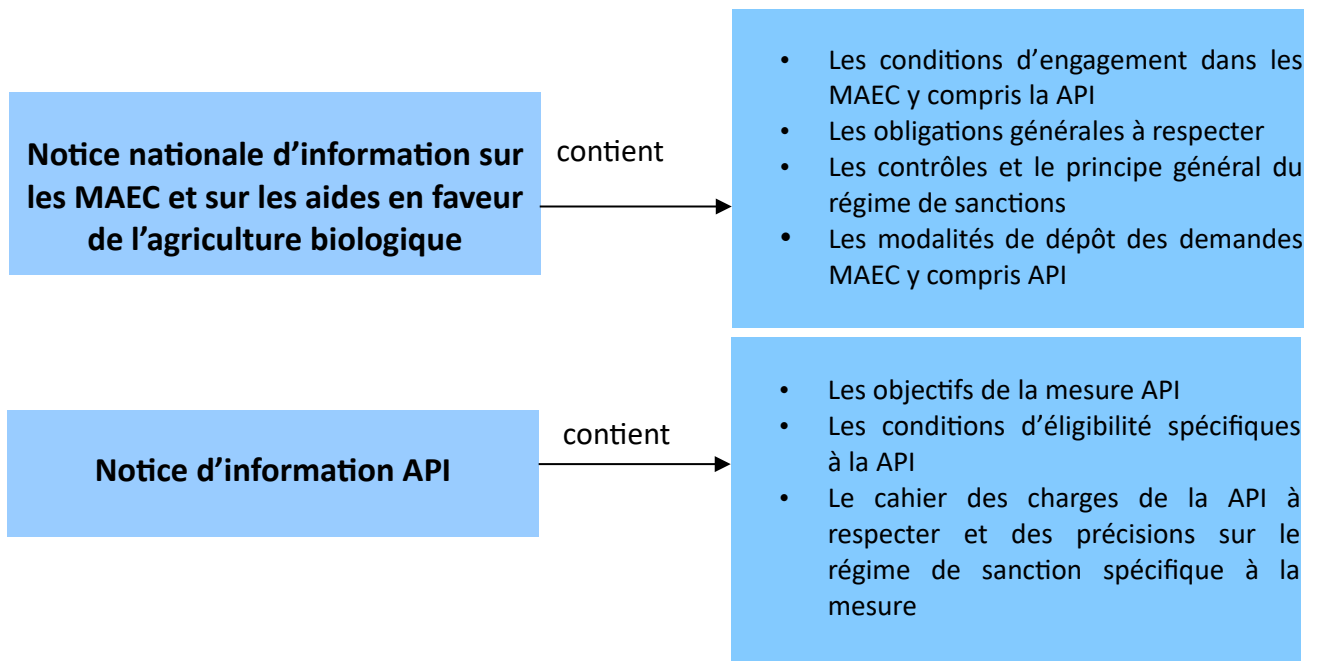 Notice nationale d’information sur
les MAEC et sur les aides en faveur
de l’agriculture biologique
contient
• Les conditions d’engagement dans les
MAEC y compris la API
• Les obligations générales à respecter
• Les contrôles et le principe général du
régime de sanctions
• Les modalités de dépôt des demandes
MAEC y compris API
Notice d’information API
contient
• Les objectifs de la mesure API
• Les conditions d’éligibilité spécifiques
à la API
• Le cahier des charges de la API à
respecter et des précisions sur le
régime de sanction spécifique à la
mesure